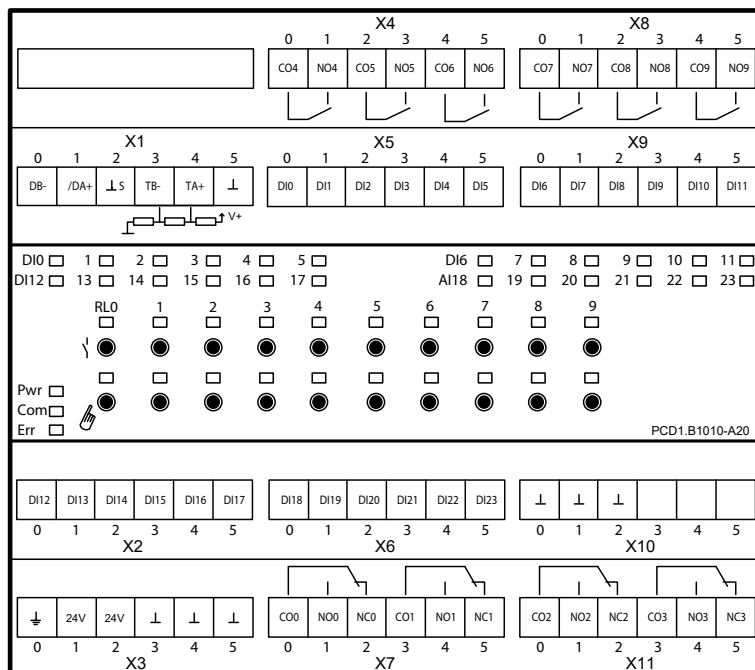 X4 X8
0 1 2 3 4 5 0 1 2 3 4 5
CO4 NO4 CO5 NO5 CO6 NO6 CO7 NO7 CO8 NO8 CO9 NO9
X1 X5 X9
0 1 2 3 4 5 0 1 2 3 4 5 0 1 2 3 4 5
DB- /DA+ ⊥ S TB- TA+ ⊥ DI0 DI1 DI2 DI3 DI4 DI5 DI6 DI7 DI8 DI9 DI10 DI11
V+
DI0 1 2 3 4 5 DI6 7 8 9 10 11
DI12 13 14 15 16 17 AI18 19 20 21 22 23
RL0 1 2 3 4 5 6 7 8 9
Pwr
Com
Err PCD1.B1010-A20
DI12 DI13 DI14 DI15 DI16 DI17 DI18 DI19 DI20 DI21 DI22 DI23 ⊥ ⊥ ⊥
0 1 2 3 4 5 0 1 2 3 4 5 0 1 2 3 4 5
X2 X6 X10
24V 24V ⊥ ⊥ ⊥ CO0 NO0 NC0 CO1 NO1 NC1 CO2 NO2 NC2 CO3 NO3 NC3
0 1 2 3 4 5 0 1 2 3 4 5 0 1 2 3 4 5
X3 X7 X11